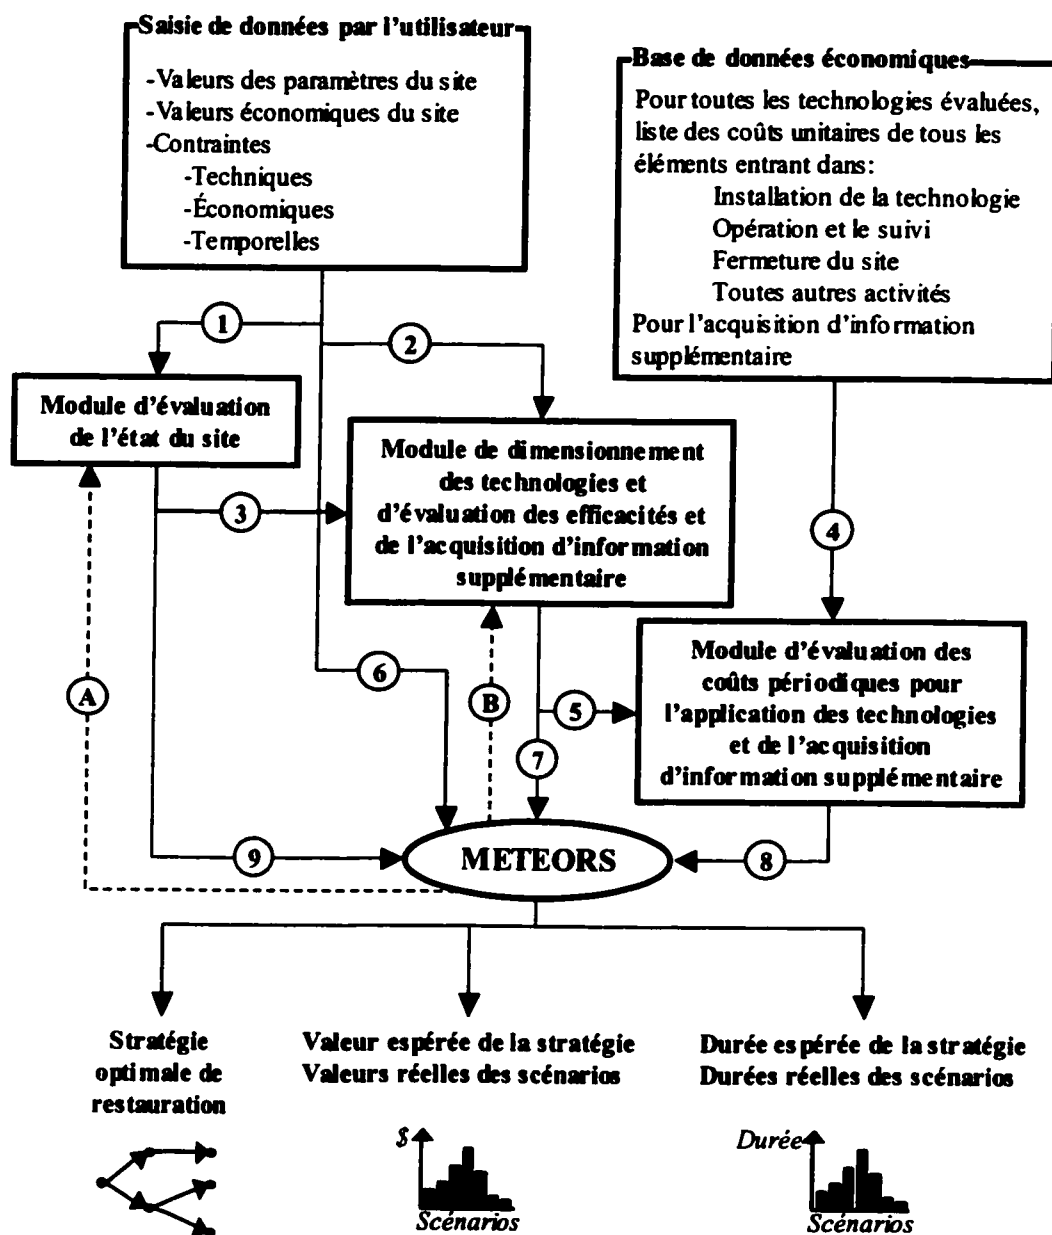 Saisie de données par l'utilisateur
-Valeurs des paramètres du site
-Valeurs économiques du site
-Contraintes
-Techniques
-Économiques
-Temporelles
Base de données économiques
Pour toutes les technologies évaluées,
liste des coûts unitaires de tous les
éléments entrant dans:
Installation de la technologie
Opération et le suivi
Fermeture du site
Toutes autres activités
Pour l'acquisition d'information
supplémentaire
1
2
Module d'évaluation
de l'état du site
Module de dimensionnement
des technologies et
d'évaluation des efficacités et
de l'acquisition d'information
supplémentaire
3
4
Module d'évaluation des
coûts périodiques pour
l'application des technologies
et de l'acquisition
d'information supplémentaire
A
6
B
5
7
9
METEORS
8
Stratégie
optimale de
restauration
Valeur espérée de la stratégie
Valeurs réelles des scénarios
Durée espérée de la stratégie
Durées réelles des scénarios
$
Scénarios
Durée
Scénarios